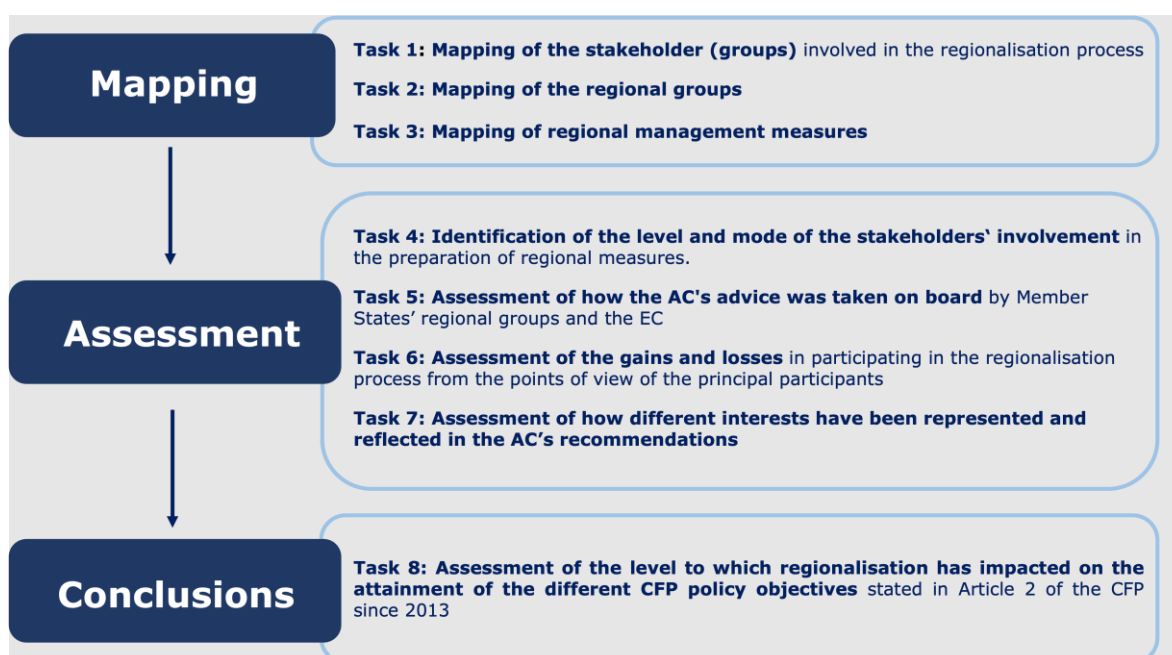 Mapping
Task 1: Mapping of the stakeholder (groups) involved in the regionalisation process
Task 2: Mapping of the regional groups
Task 3: Mapping of regional management measures
Assessment
Task 4: Identification of the level and mode of the stakeholders‘ involvement in
the preparation of regional measures.
Task 5: Assessment of how the AC's advice was taken on board by Member
States’ regional groups and the EC
Task 6: Assessment of the gains and losses in participating in the regionalisation
process from the points of view of the principal participants
Task 7: Assessment of how different interests have been represented and
reflected in the AC’s recommendations
Conclusions
Task 8: Assessment of the level to which regionalisation has impacted on the
attainment of the different CFP policy objectives stated in Article 2 of the CFP
since 2013